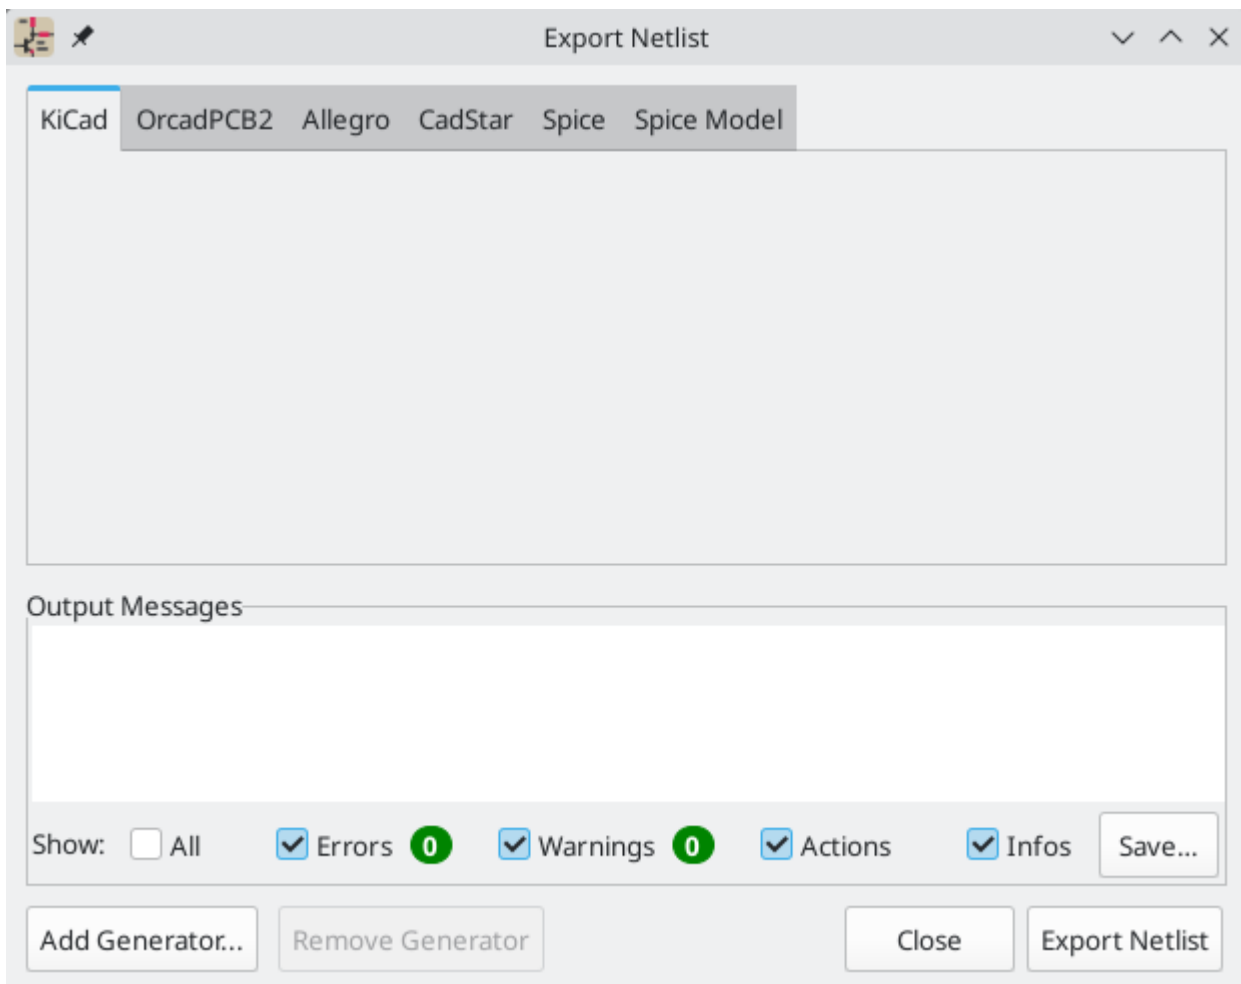 Export Netlist
KiCad OrcadPCB2 Allegro CadStar Spice Spice Model
Output Messages
Show: All Errors 0 Warnings 0 Actions Infos Save...
Add Generator... Remove Generator Close Export Netlist